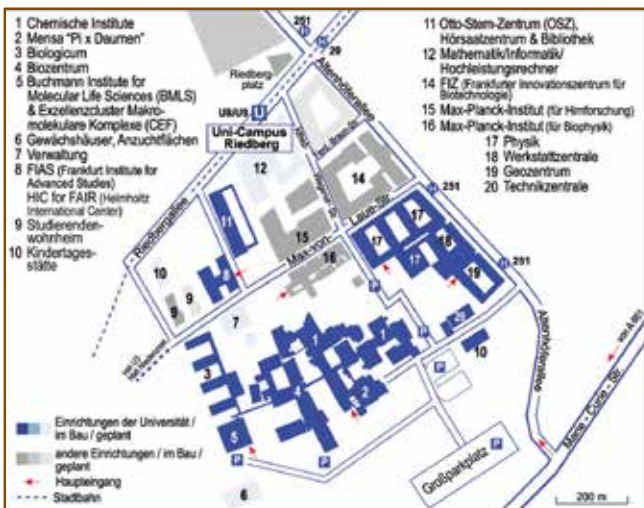 1 Chemische Institute
2 Mensa "Pi x Daumen"
3 Biologicum
4 Biozentrum
5 Buchmann Institute for
Molecular Life Sciences (BMLS)
& Exzellenzcluster Makro-
molekulare Komplexe (CEF)
6 Gewächshäuser, Anzuchtflächen
7 Verwaltung
8 FIAS (Frankfurt Institute for
Advanced Studies)
HIC for FAIR (Helmholtz
International Center)
9 Studierenden-
wohnheim
10 Kindertages-
stätte
11 Otto-Stern-Zentrum (OSZ),
Hörsaalzentrum & Bibliothek
12 Mathematik/Informatik/
Hochleistungsrechner
14 FIZ (Frankfurter Innovationszentrum für
Biotechnologie)
15 Max-Planck-Institut (für Hirnforschung)
16 Max-Planck-Institut (für Biophysik)
17 Physik
18 Werkstattzentrale
19 Geozentrum
20 Technikzentrale
251
H
H
29
Riedberg-
platz
Altenhöferallee
U8/U9 U
Uni-Campus
Riedberg
12
14
H 251
11
Riedbergallee
15
Max-von-
Laue-Str.
17
17
17
18
19
H 251
16
8
10
9
9
7
P
P
20
10
3
1
2
5
P
P
P
P
P
6
Altenhöferallee
Marie-Curie-Str.
Großparkplatz
Einrichtungen der Universität /
im Bau / geplant
andere Einrichtungen / im Bau /
geplant
Haupteingang
Stadtbahn
200 m